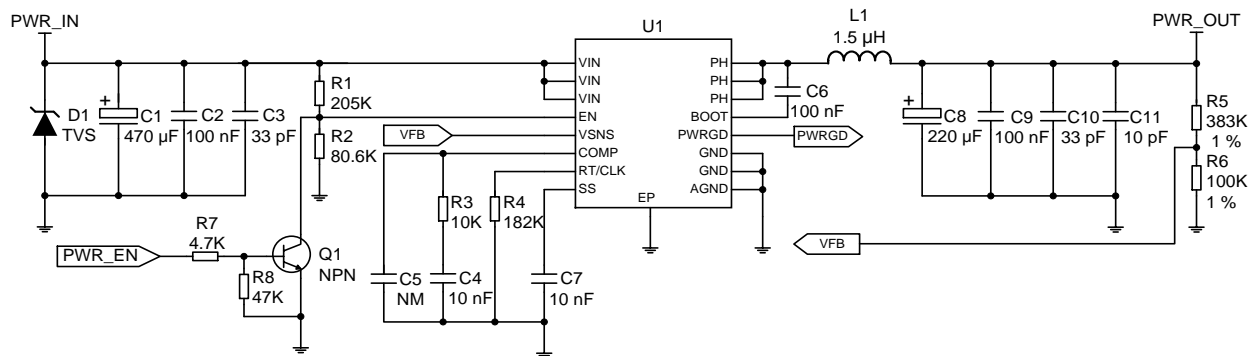 PWR_IN
D1
TVS
C1
470 µF
C2
100 nF
C3
33 pF
R1
205K
R2
80.6K
VFB
PWR_EN
R7
4.7K
R8
47K
Q1
NPN
C5
NM
R3
10K
C4
10 nF
R4
182K
C7
10 nF
U1
VIN
VIN
VIN
EN
VSNS
COMP
RT/CLK
SS
EP
PH
PH
PH
BOOT
PWRGD
GND
GND
AGND
C6
100 nF
PWRGD
L1
1.5 µH
PWR_OUT
C8
220 µF
C9
100 nF
C10
33 pF
C11
10 pF
R5
383K
1 %
R6
100K
1 %
VFB